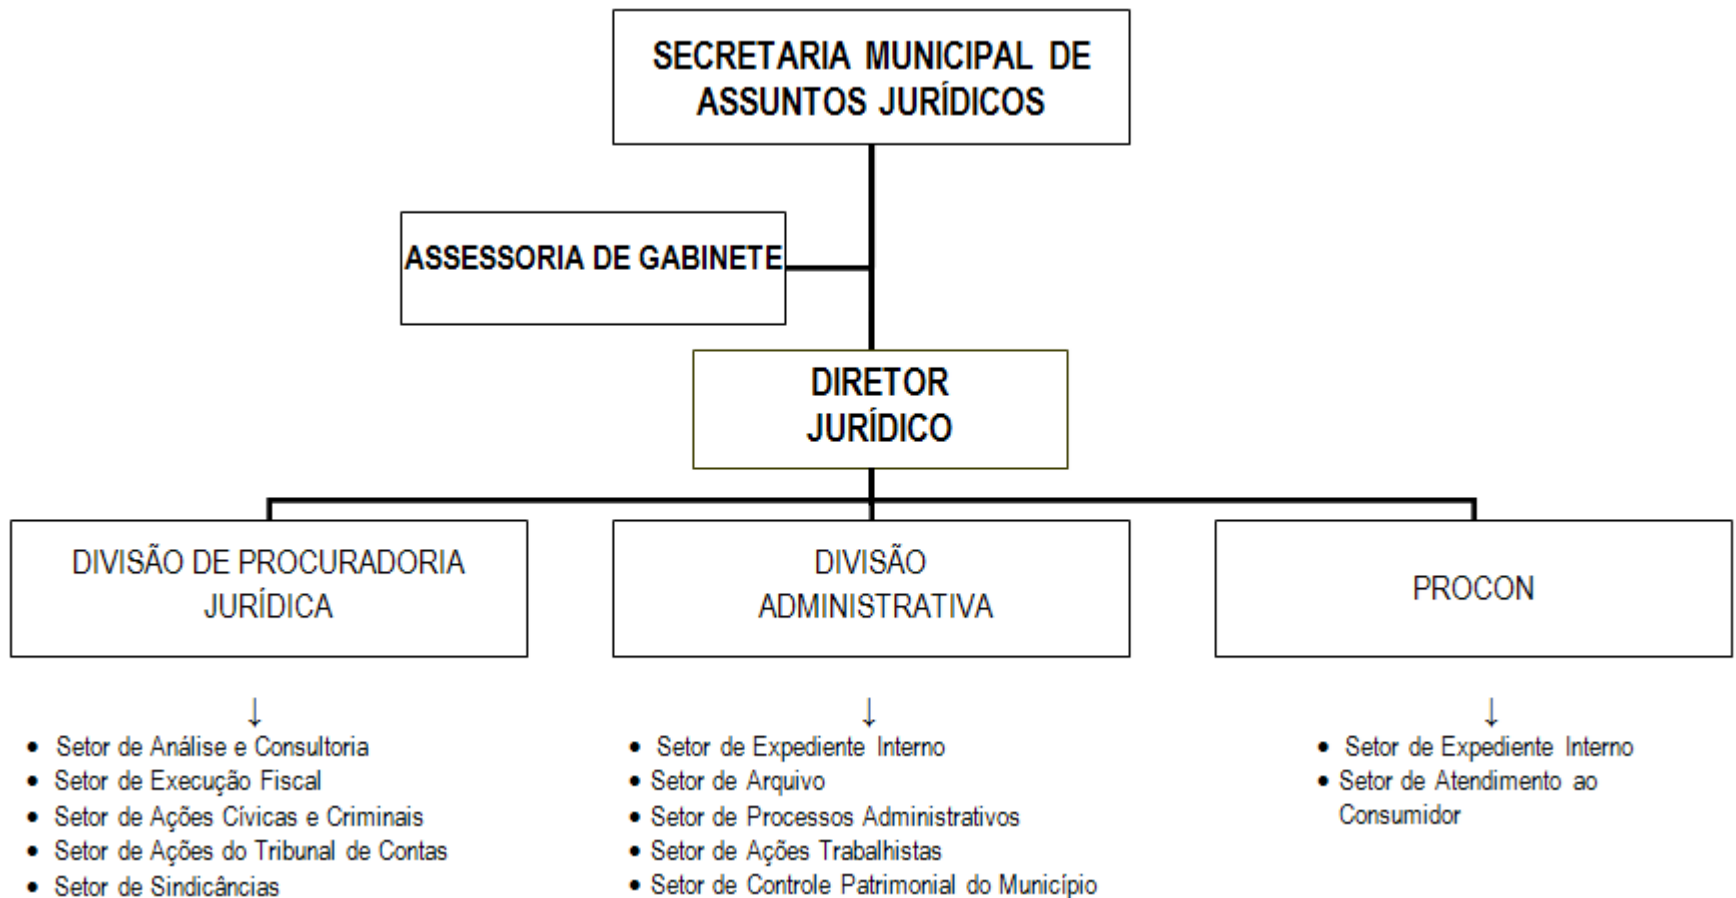 SECRETARIA MUNICIPAL DE
ASSUNTOS JURÍDICOS
ASSESSORIA DE GABINETE
DIRETOR
JURÍDICO
DIVISÃO DE PROCURADORIA
JURÍDICA
DIVISÃO
ADMINISTRATIVA
PROCON
↓
• Setor de Análise e Consultoria
• Setor de Execução Fiscal
• Setor de Ações Cívicas e Criminais
• Setor de Ações do Tribunal de Contas
• Setor de Sindicâncias
↓
• Setor de Expediente Interno
• Setor de Arquivo
• Setor de Processos Administrativos
• Setor de Ações Trabalhistas
• Setor de Controle Patrimonial do Município
↓
• Setor de Expediente Interno
• Setor de Atendimento ao
Consumidor